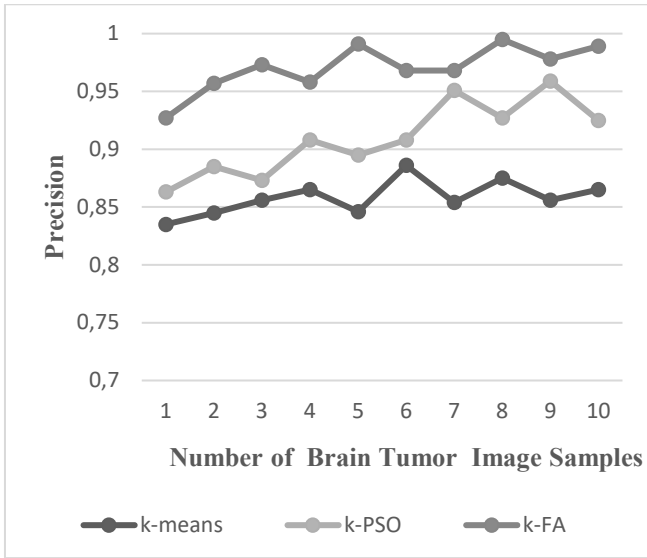 1
0,95
0,9
0,85
0,8
0,75
0,7
Precision
1 2 3 4 5 6 7 8 9 10
Number of Brain Tumor Image Samples
k-means k-PSO k-FA